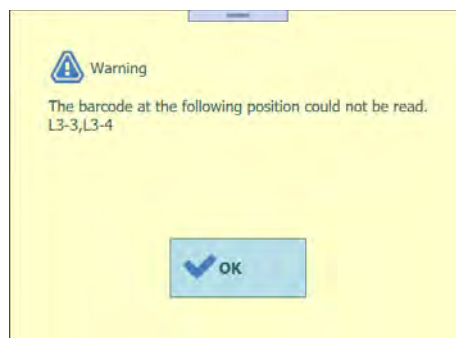 Warning
The barcode at the following position could not be read.
L3-3,L3-4
OK